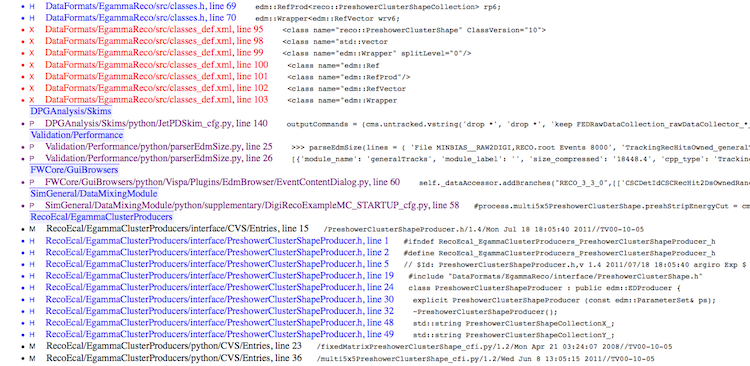 H DataFormats/EgammaReco/src/classes.h, line 69 edm::RefProd<reco::PreshowerClusterShapeCollection> rp6;
H DataFormats/EgammaReco/src/classes.h, line 70 edm::Wrapper<edm::RefVector wrv6;
X DataFormats/EgammaReco/src/classes_def.xml, line 95 <class name="reco::PreshowerClusterShape" ClassVersion="10">
X DataFormats/EgammaReco/src/classes_def.xml, line 98 <class name="std::vector
X DataFormats/EgammaReco/src/classes_def.xml, line 99 <class name="edm::Wrapper" splitLevel="0"/>
X DataFormats/EgammaReco/src/classes_def.xml, line 100 <class name="edm::Ref
X DataFormats/EgammaReco/src/classes_def.xml, line 101 <class name="edm::RefProd"/>
X DataFormats/EgammaReco/src/classes_def.xml, line 102 <class name="edm::RefVector
X DataFormats/EgammaReco/src/classes_def.xml, line 103 <class name="edm::Wrapper
DPGAnalysis/Skims
P DPGAnalysis/Skims/python/JetPDSkim_cfg.py, line 140 outputCommands = (cms.untracked.vstring('drop *', 'drop *', 'keep FEDRawDataCollection_rawDataCollector_*_
Validation/Performance
P Validation/Performance/python/parserEdmSize.py, line 25 >>> parseEdmSize(lines = ( 'File MINBIAS__RAW2DIGI,RECO.root Events 8000', 'TrackingRecHitsOwned_general
P Validation/Performance/python/parserEdmSize.py, line 26 [{'module_name': 'generalTracks', 'module_label': '', 'size_compressed': '18448.4', 'cpp_type': 'Trackin
FWCore/GuiBrowsers
P FWCore/GuiBrowsers/python/Vispa/Plugins/EdmBrowser/EventContentDialog.py, line 60 self._dataAccessor.addBranches("RECO_3_3_0",[['CSCDetIdCSCRecHit2DsOwnedRang
SimGeneral/DataMixingModule
P SimGeneral/DataMixingModule/python/supplementary/DigiRecoExampleMC_STARTUP_cfg.py, line 58 #process.multi5x5PreshowerClusterShape.preshStripEnergyCut = cm
RecoEcal/EgammaClusterProducers
M RecoEcal/EgammaClusterProducers/interface/CVS/Entries, line 15 /PreshowerClusterShapeProducer.h/1.4/Mon Jul 18 18:05:40 2011//TV00-10-05
H RecoEcal/EgammaClusterProducers/interface/PreshowerClusterShapeProducer.h, line 1 #ifndef RecoEcal_EgammaClusterProducers_PreshowerClusterShapeProducer_h
H RecoEcal/EgammaClusterProducers/interface/PreshowerClusterShapeProducer.h, line 2 #define RecoEcal_EgammaClusterProducers_PreshowerClusterShapeProducer_h
H RecoEcal/EgammaClusterProducers/interface/PreshowerClusterShapeProducer.h, line 5 // $Id: PreshowerClusterShapeProducer.h,v 1.4 2011/07/18 18:05:40 argiro Exp $
H RecoEcal/EgammaClusterProducers/interface/PreshowerClusterShapeProducer.h, line 19 #include "DataFormats/EgammaReco/interface/PreshowerClusterShape.h"
H RecoEcal/EgammaClusterProducers/interface/PreshowerClusterShapeProducer.h, line 24 class PreshowerClusterShapeProducer : public edm::EDProducer {
H RecoEcal/EgammaClusterProducers/interface/PreshowerClusterShapeProducer.h, line 30 explicit PreshowerClusterShapeProducer (const edm::ParameterSet& ps);
H RecoEcal/EgammaClusterProducers/interface/PreshowerClusterShapeProducer.h, line 32 ~PreshowerClusterShapeProducer();
H RecoEcal/EgammaClusterProducers/interface/PreshowerClusterShapeProducer.h, line 48 std::string PreshowerClusterShapeCollectionX_;
H RecoEcal/EgammaClusterProducers/interface/PreshowerClusterShapeProducer.h, line 49 std::string PreshowerClusterShapeCollectionY_;
M RecoEcal/EgammaClusterProducers/python/CVS/Entries, line 23 /fixedMatrixPreshowerClusterShape_cfi.py/1.2/Mon Apr 21 03:24:07 2008//TV00-10-05
M RecoEcal/EgammaClusterProducers/python/CVS/Entries, line 36 /multi5x5PreshowerClusterShape_cfi.py/1.2/Wed Jun 8 13:05:15 2011//TV00-10-05